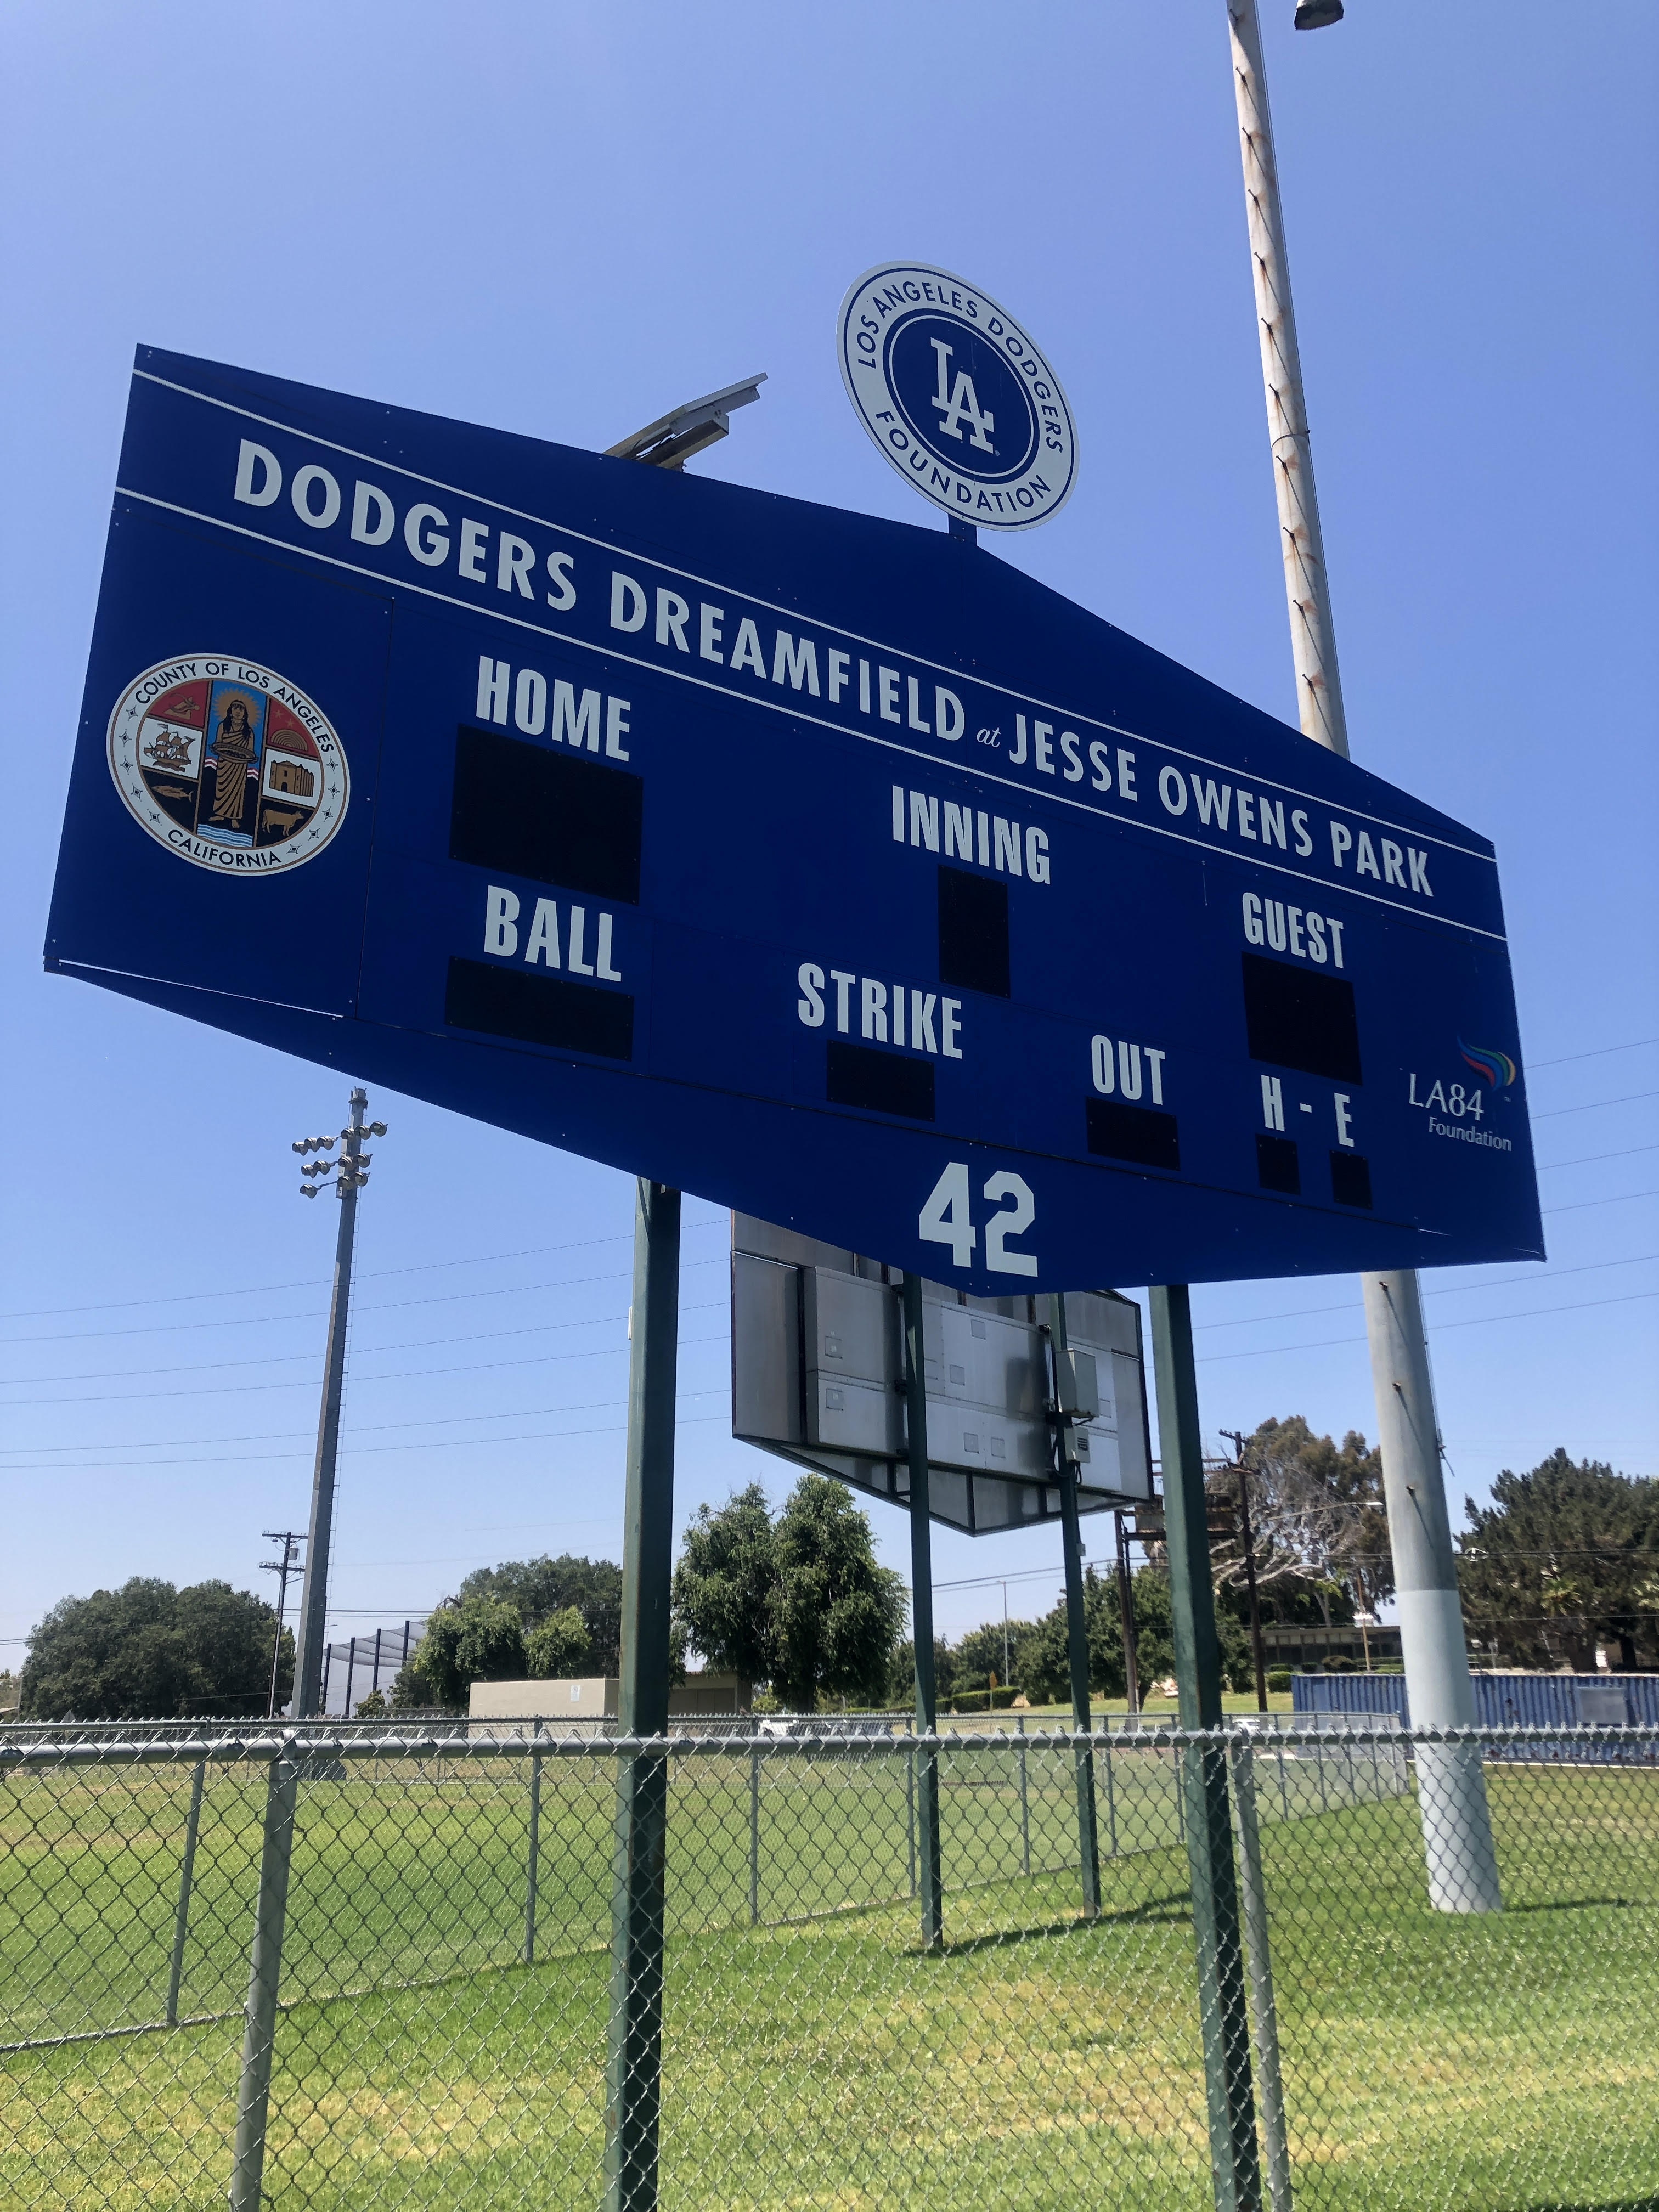 LOS ANGELES DODGERS
LA
FOUNDATION
DODGERS DREAMFIELD at JESSE OWENS PARK
COUNTY OF LOS ANGELES
CALIFORNIA
HOME
INNING
GUEST
BALL
STRIKE
OUT
H - E
LA84
Foundation
42